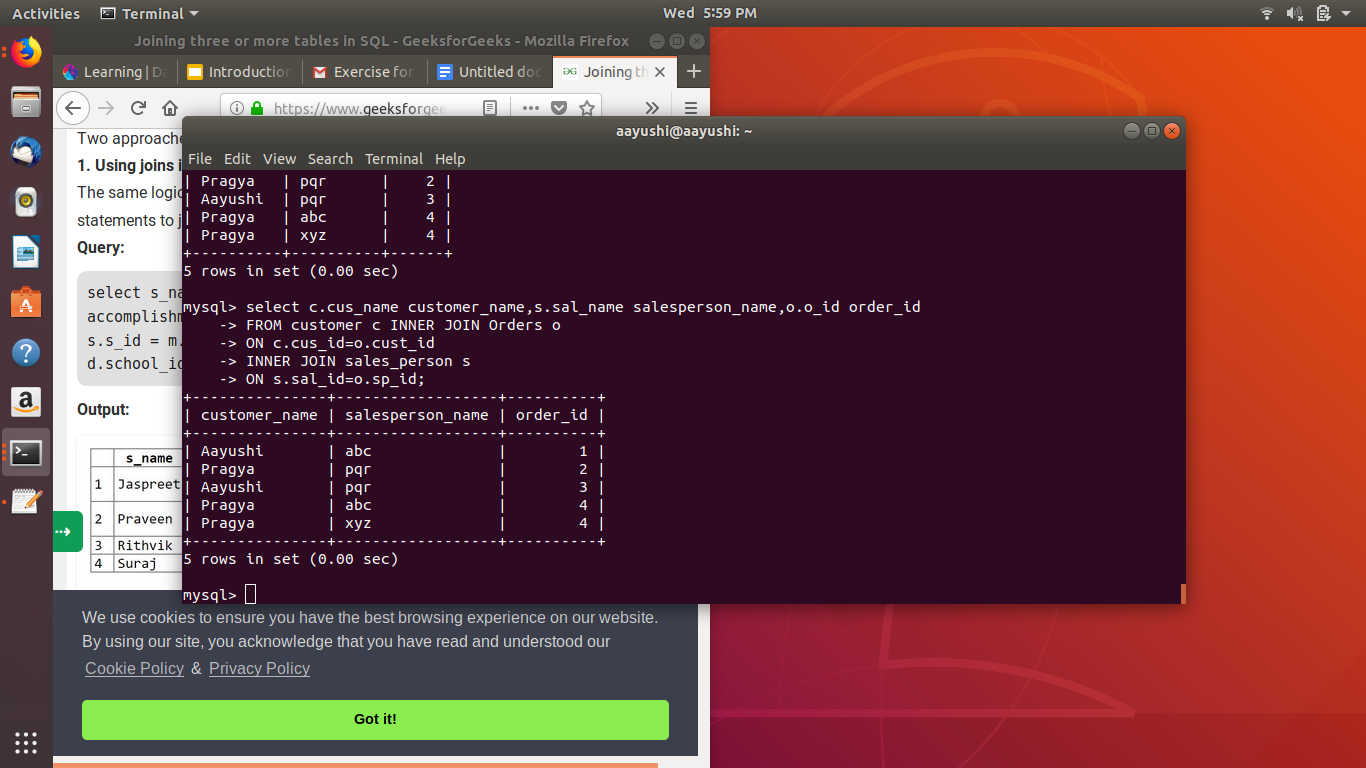 Activities
Terminal
Wed 5:59 PM
Joining three or more tables in SQL - GeeksforGeeks - Mozilla Firefox
Learning | Da
Introduction
Exercise for
Untitled doc
Joining th
https://www.geeksforgee
Two approache
1. Using joins i
The same logic
statements to j
Query:
select s_na
accomplishm
s.s_id = m.
d.school_id
Output:
s_name
1 Jaspreet
2 Praveen
3 Rithvik
4 Suraj
aayushi@aayushi: ~
File Edit View Search Terminal Help
| Pragya   | pqr      |    2 |
| Aayushi  | pqr      |    3 |
| Pragya   | abc      |    4 |
| Pragya   | xyz      |    4 |
+----------+----------+------+
5 rows in set (0.00 sec)
mysql> select c.cus_name customer_name,s.sal_name salesperson_name,o.o_id order_id
    -> FROM customer c INNER JOIN Orders o
    -> ON c.cus_id=o.cust_id
    -> INNER JOIN sales_person s
    -> ON s.sal_id=o.sp_id;
+---------------+------------------+----------+
| customer_name | salesperson_name | order_id |
+---------------+------------------+----------+
| Aayushi       | abc              |        1 |
| Pragya        | pqr              |        2 |
| Aayushi       | pqr              |        3 |
| Pragya        | abc              |        4 |
| Pragya        | xyz              |        4 |
+---------------+------------------+----------+
5 rows in set (0.00 sec)
mysql>
We use cookies to ensure you have the best browsing experience on our website.
By using our site, you acknowledge that you have read and understood our
Cookie Policy & Privacy Policy
Got it!